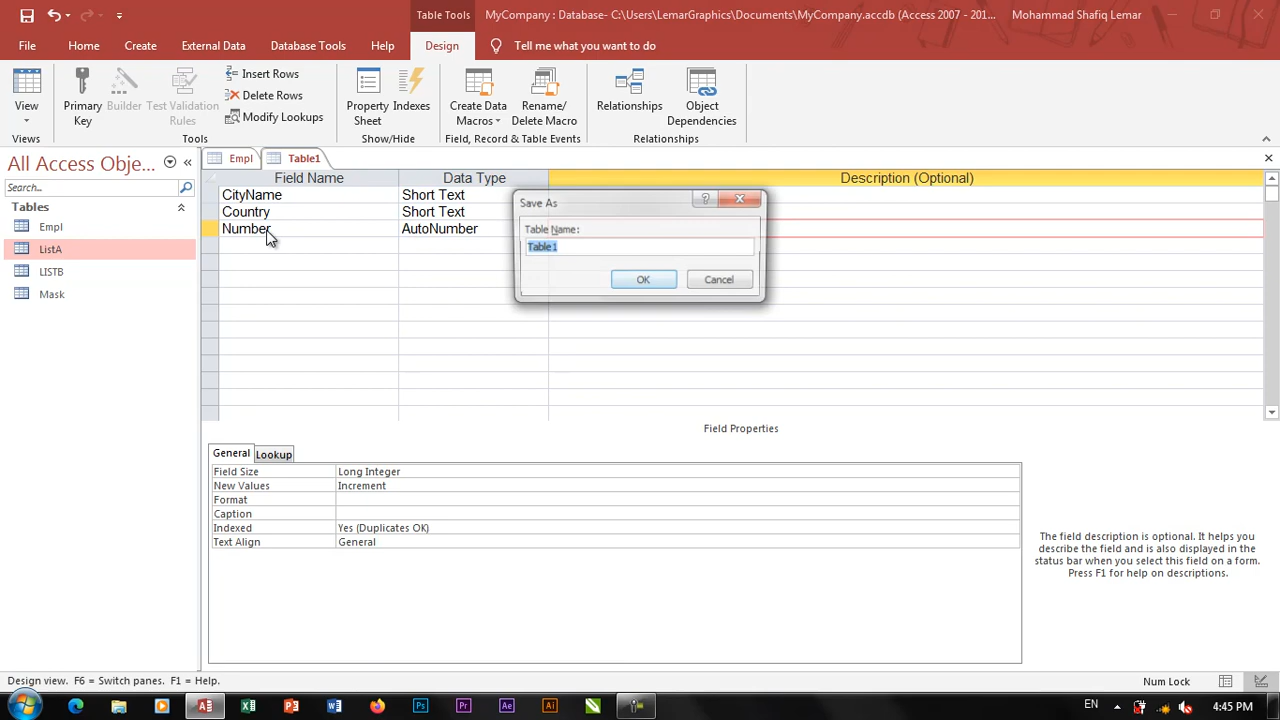 Table Tools
MyCompany : Database- C:\Users\LemarGraphics\Documents\MyCompany.accdb (Access 2007 - 201...
Mohammad Shafiq Lemar
File
Home
Create
External Data
Database Tools
Help
Design
Tell me what you want to do
View
Primary Key
Builder
Test Validation Rules
Insert Rows
Delete Rows
Modify Lookups
Property Sheet
Indexes
Create Data Macros
Rename/ Delete Macro
Relationships
Object Dependencies
Views
Tools
Show/Hide
Field, Record & Table Events
Relationships
All Access Obje...
Search...
Tables
Empl
ListA
LISTB
Mask
Empl
Table1
Field Name
Data Type
Description (Optional)
CityName
Short Text
Country
Short Text
Number
AutoNumber
Save As
Table Name:
Table1
OK
Cancel
Field Properties
General
Lookup
Field Size
Long Integer
New Values
Increment
Format
Caption
Indexed
Yes (Duplicates OK)
Text Align
General
The field description is optional. It helps you
describe the field and is also displayed in the
status bar when you select this field on a form.
Press F1 for help on descriptions.
Design view. F6 = Switch panes. F1 = Help.
Num Lock
Ps
Pr
Ae
Ai
EN
4:45 PM